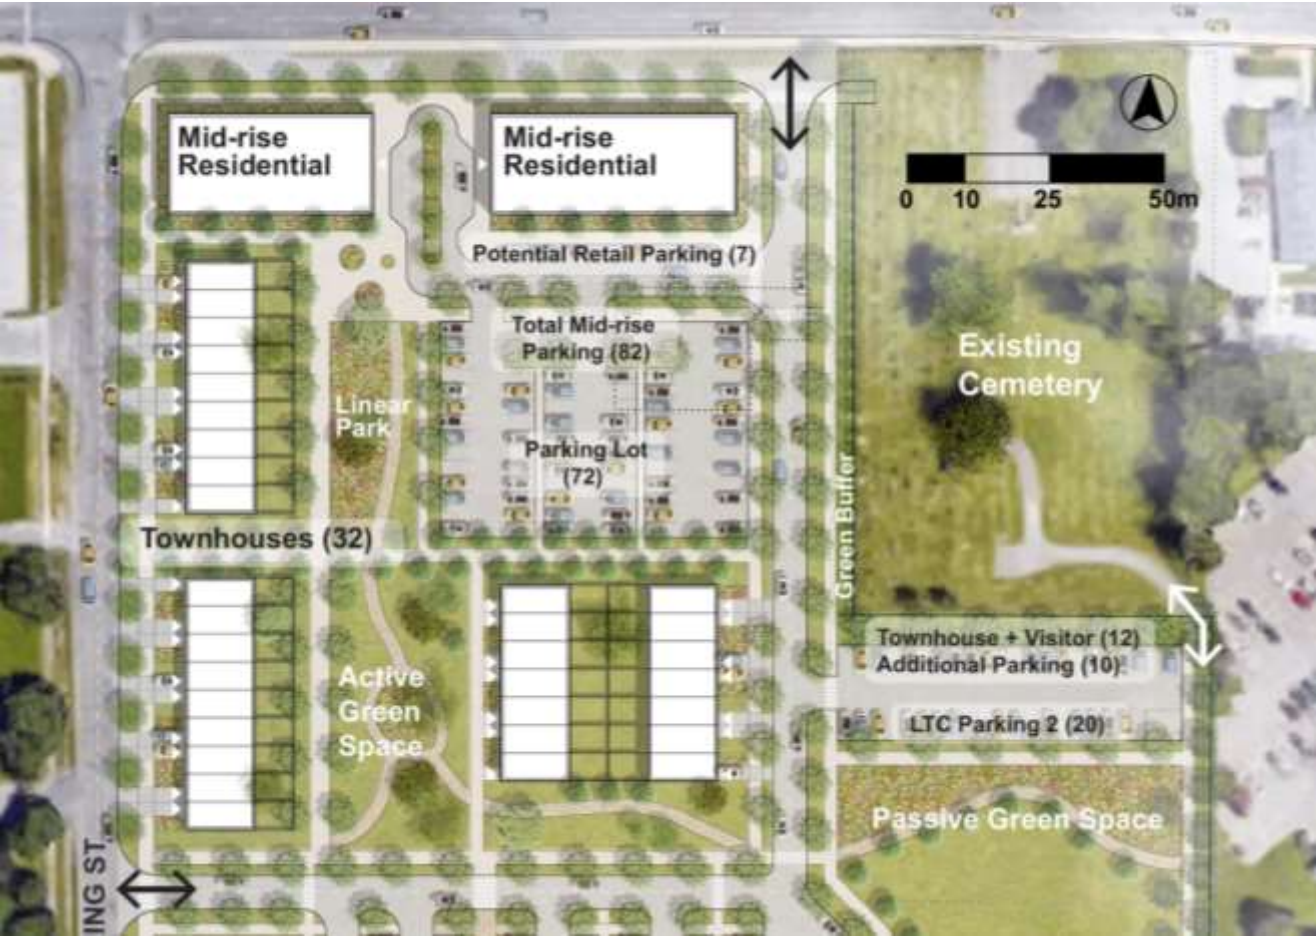 Mid-rise
Residential
Mid-rise
Residential
0 10 25 50m
Potential Retail Parking (7)
Total Mid-rise
Parking (82)
Existing
Cemetery
Linear
Park
Parking Lot
(72)
Green Buffer
Townhouses (32)
Townhouse + Visitor (12)
Additional Parking (10)
Active
Green
Space
LTC Parking 2 (20)
Passive Green Space
ING ST